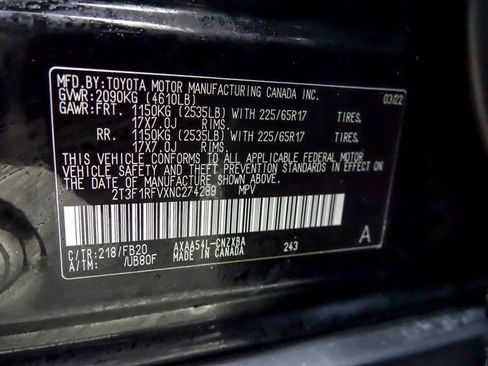 MFD.BY:TOYOTA MOTOR MANUFACTURING CANADA INC.
GVWR:2090KG (4610LB) 03/22
GAWR:FRT. 1150KG (2535LB) WITH 225/65R17 TIRES,
17X7.0J RIMS.
RR. 1150KG (2535LB) WITH 225/65R17 TIRES,
17X7.0J RIMS.
THIS VEHICLE CONFORMS TO ALL APPLICABLE FEDERAL MOTOR
VEHICLE SAFETY AND THEFT PREVENTION STANDARDS IN EFFECT ON
THE DATE OF MANUFACTURE SHOWN ABOVE.
2T3F1RFVXNC274289 MPV
C/TR:218/FB20 AXAA54L-CNZXBA 243 A
A/TM: /UB80F MADE IN CANADA